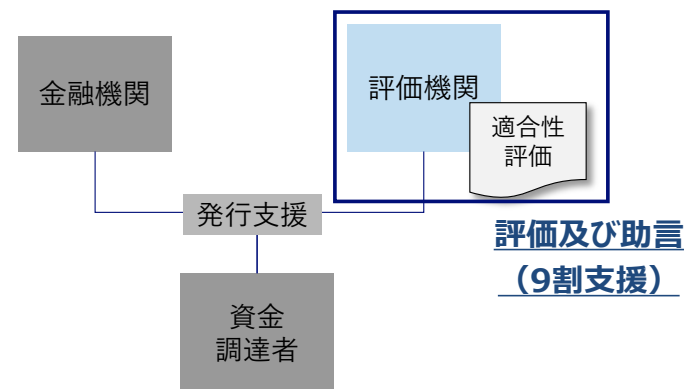 金融機関
評価機関
適合性
評価
発行支援
評価及び助言
（9割支援）
資金
調達者